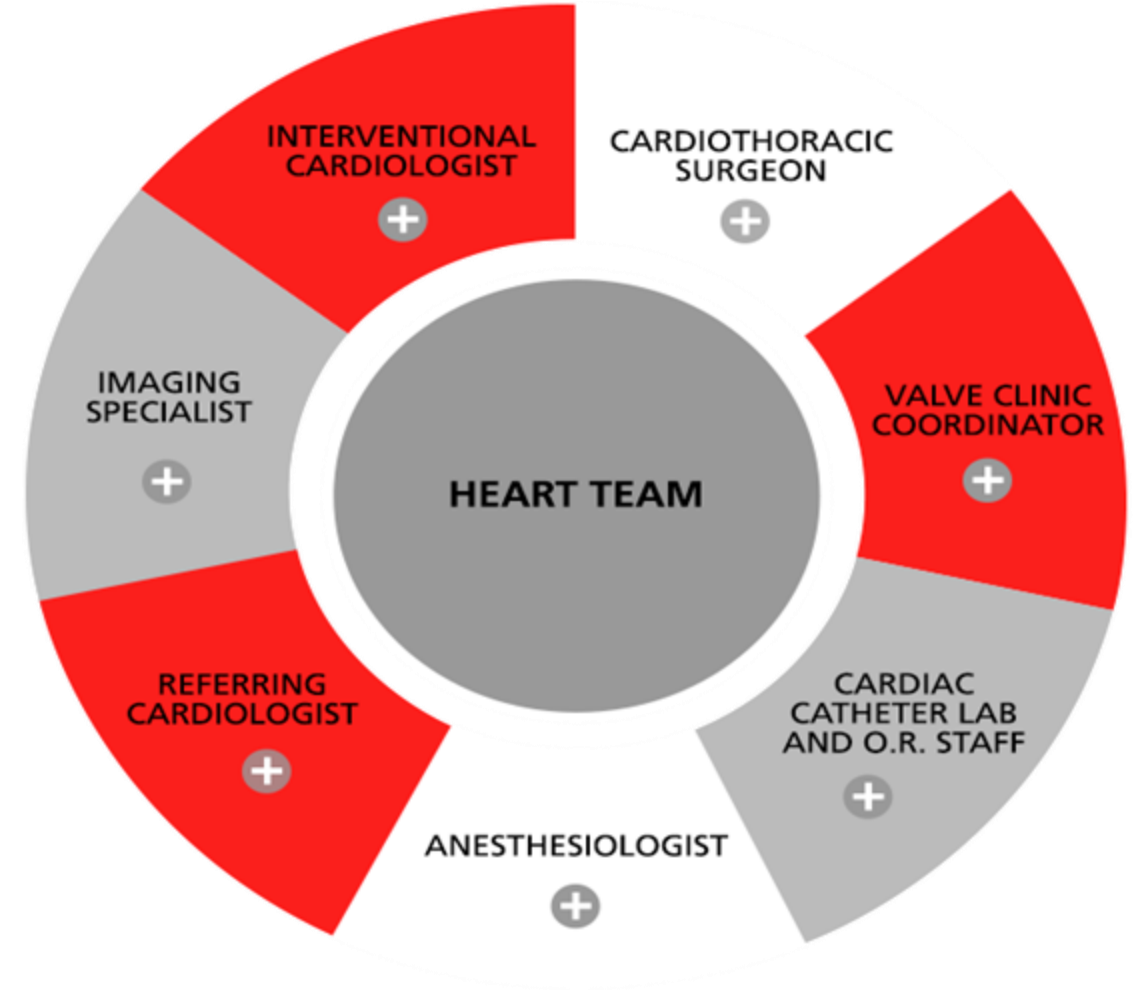 INTERVENTIONAL
CARDIOLOGIST
CARDIOTHORACIC
SURGEON
IMAGING
SPECIALIST
VALVE CLINIC
COORDINATOR
HEART TEAM
REFERRING
CARDIOLOGIST
CARDIAC
CATHETER LAB
AND O.R. STAFF
ANESTHESIOLOGIST